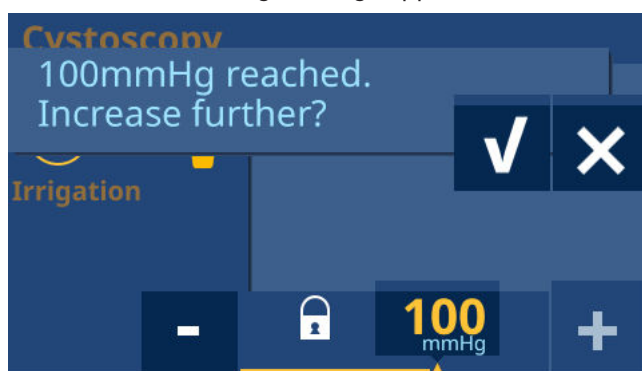 Cystoscopy
100mmHg reached.
Increase further?
Irrigation
- 100 +
mmHg